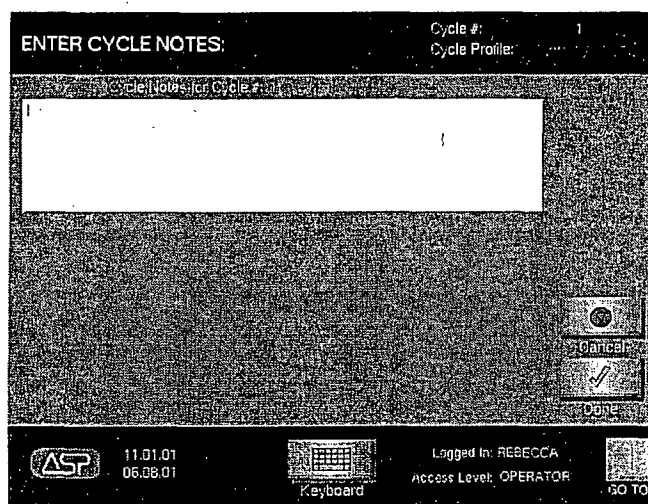 ENTER CYCLE NOTES:
Cycle #: 1
Cycle Profile:
Cycle Notes for Cycle #: 1
Cancel
Done
ASP
11.01.01
06.08.01
Keyboard
Logged In: REBECCA
Access Level: OPERATOR
GO TO